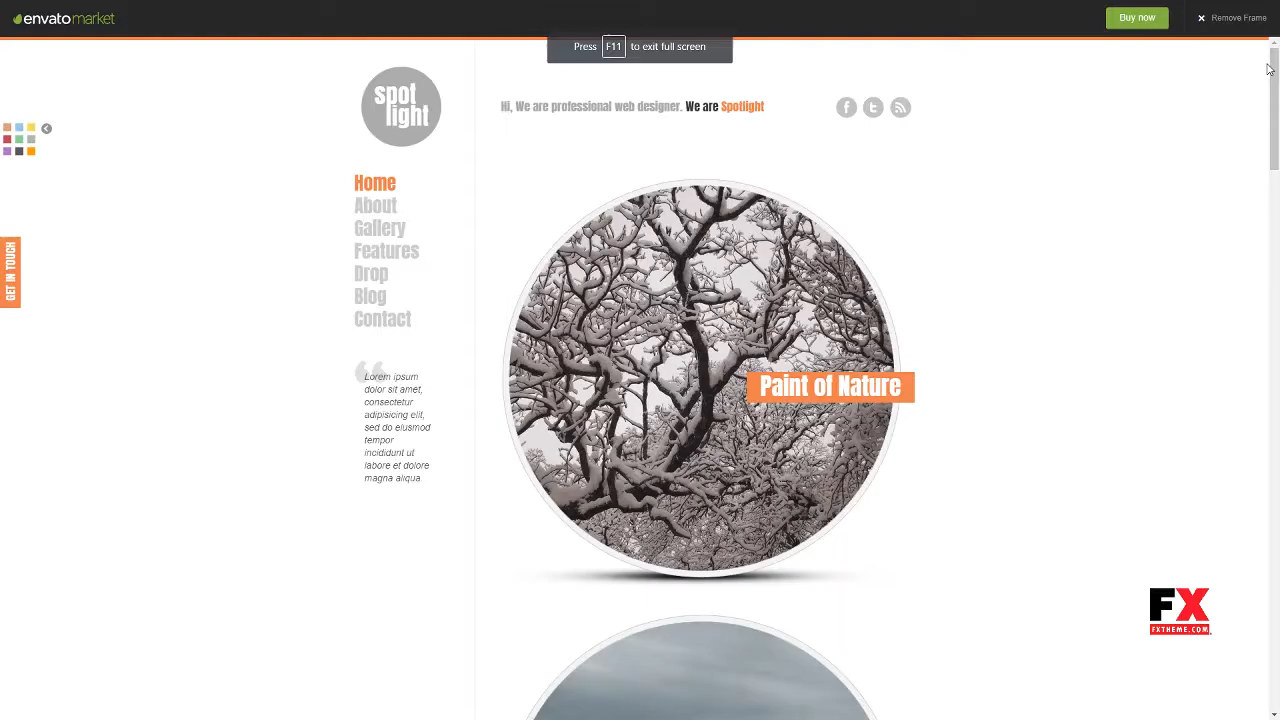 envatomarket
Buy now
Remove Frame
Press F11 to exit full screen
spot
light
Hi, We are professional web designer. We are Spotlight
Home
About
Gallery
Features
Drop
Blog
Contact
GET IN TOUCH
Lorem ipsum
dolor sit amet,
consectetur
adipisicing elit,
sed do eiusmod
tempor
incididunt ut
labore et dolore
magna aliqua.
Paint of Nature
FX
FXTHEME.COM